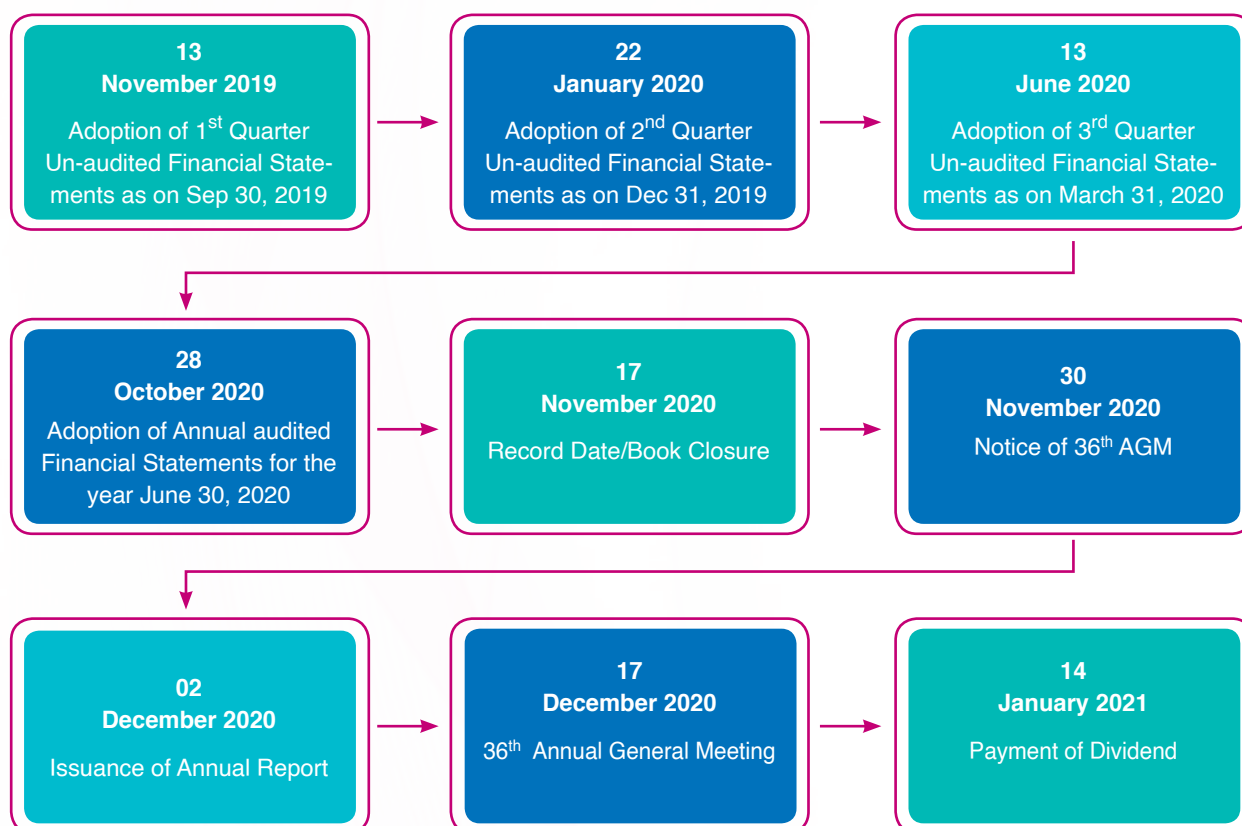 13
November 2019
Adoption of 1st Quarter
Un-audited Financial State-
ments as on Sep 30, 2019
22
January 2020
Adoption of 2nd Quarter
Un-audited Financial State-
ments as on Dec 31, 2019
13
June 2020
Adoption of 3rd Quarter
Un-audited Financial State-
ments as on March 31, 2020
28
October 2020
Adoption of Annual audited
Financial Statements for the
year June 30, 2020
17
November 2020
Record Date/Book Closure
30
November 2020
Notice of 36th AGM
02
December 2020
Issuance of Annual Report
17
December 2020
36th Annual General Meeting
14
January 2021
Payment of Dividend